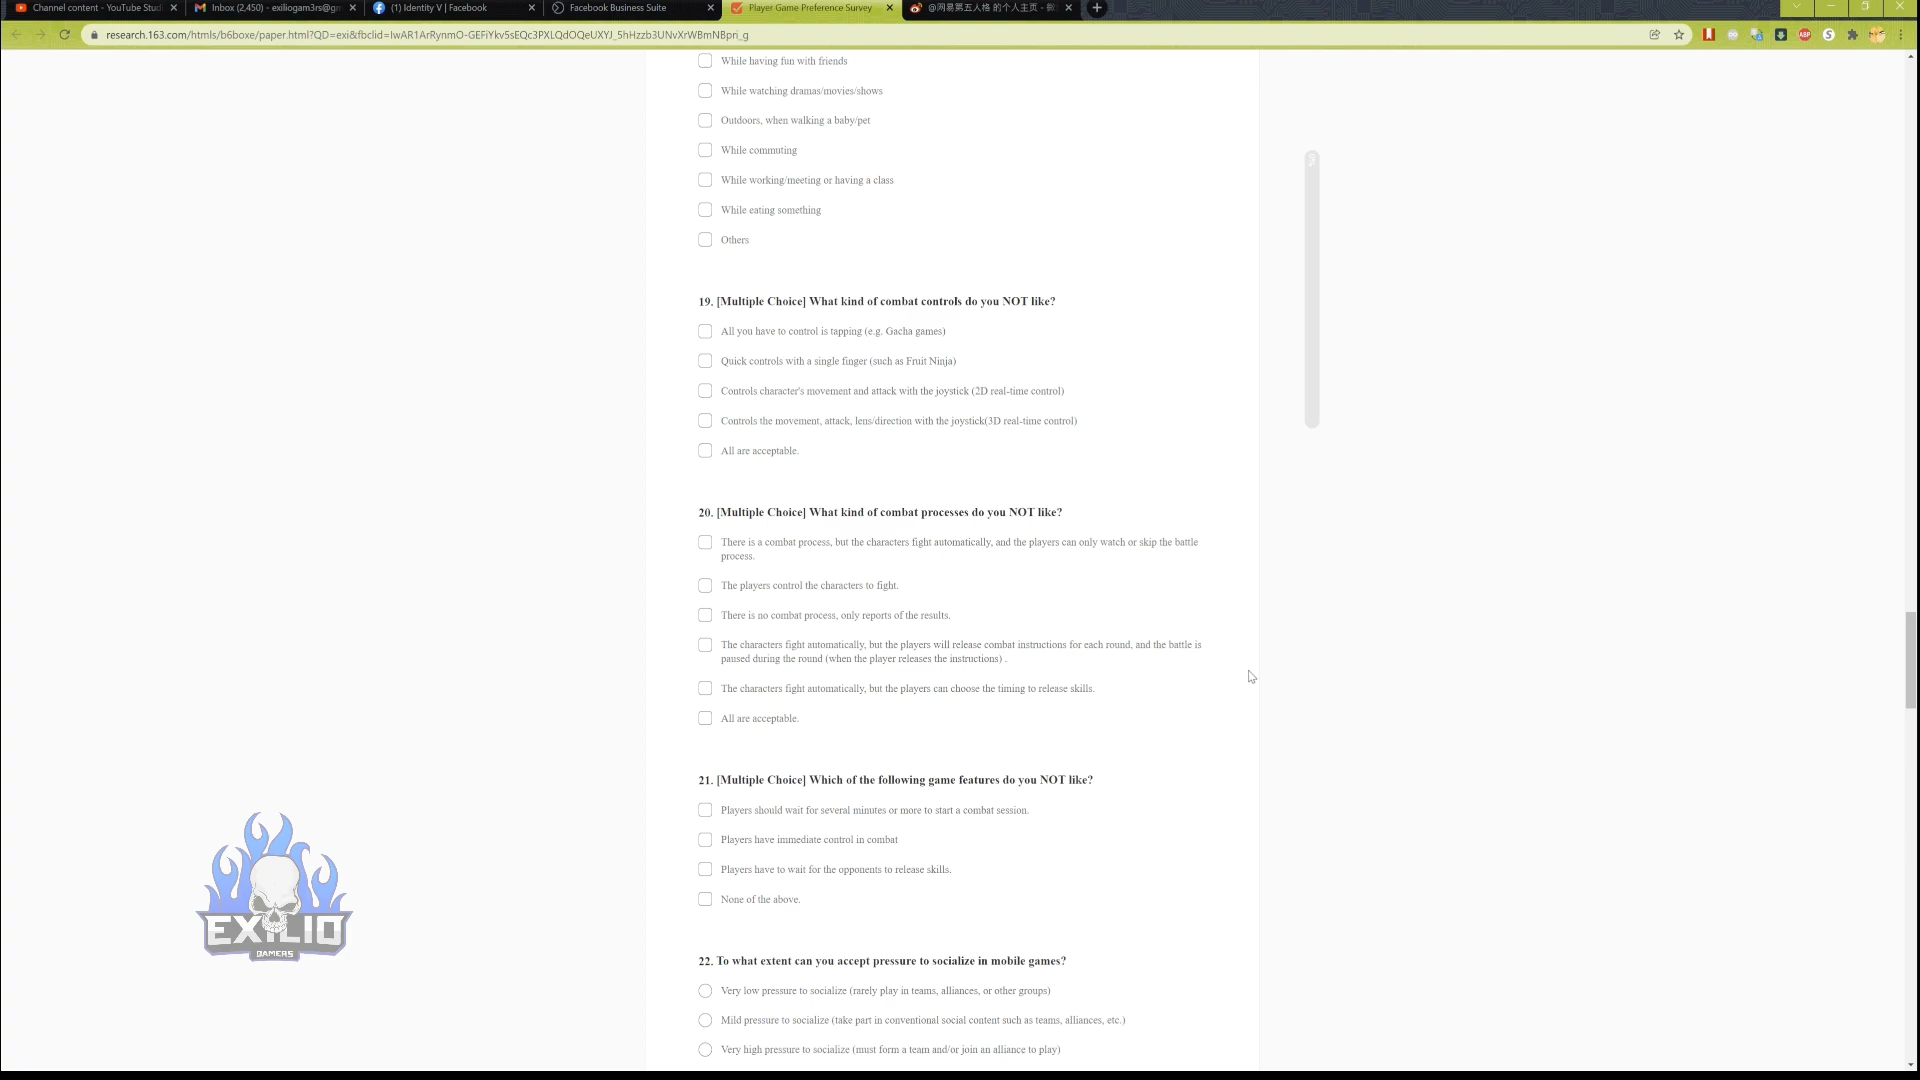 Channel content - YouTube Studi
Inbox (2,450) - exiliogam3rs@gm
(1) Identity V | Facebook
Facebook Business Suite
Player Game Preference Survey
@网易第五人格 的个人主页 - 微
research.163.com/htmls/b6boxe/paper.html?QD=exi&fbclid=IwAR1ArRynmO-GEFiYkv5sEQc3PXLQdOQeUXYJ_5hHzzb3UNvXrWBmNBpri_g
ABP
While having fun with friends
While watching dramas/movies/shows
Outdoors, when walking a baby/pet
While commuting
While working/meeting or having a class
While eating something
Others
19. [Multiple Choice] What kind of combat controls do you NOT like?
All you have to control is tapping (e.g. Gacha games)
Quick controls with a single finger (such as Fruit Ninja)
Controls character's movement and attack with the joystick (2D real-time control)
Controls the movement, attack, lens/direction with the joystick(3D real-time control)
All are acceptable.
20. [Multiple Choice] What kind of combat processes do you NOT like?
There is a combat process, but the characters fight automatically, and the players can only watch or skip the battle
process.
The players control the characters to fight.
There is no combat process, only reports of the results.
The characters fight automatically, but the players will release combat instructions for each round, and the battle is
paused during the round (when the player releases the instructions) .
The characters fight automatically, but the players can choose the timing to release skills.
All are acceptable.
21. [Multiple Choice] Which of the following game features do you NOT like?
Players should wait for several minutes or more to start a combat session.
Players have immediate control in combat
Players have to wait for the opponents to release skills.
None of the above.
EXILIO
GAMERS
22. To what extent can you accept pressure to socialize in mobile games?
Very low pressure to socialize (rarely play in teams, alliances, or other groups)
Mild pressure to socialize (take part in conventional social content such as teams, alliances, etc.)
Very high pressure to socialize (must form a team and/or join an alliance to play)